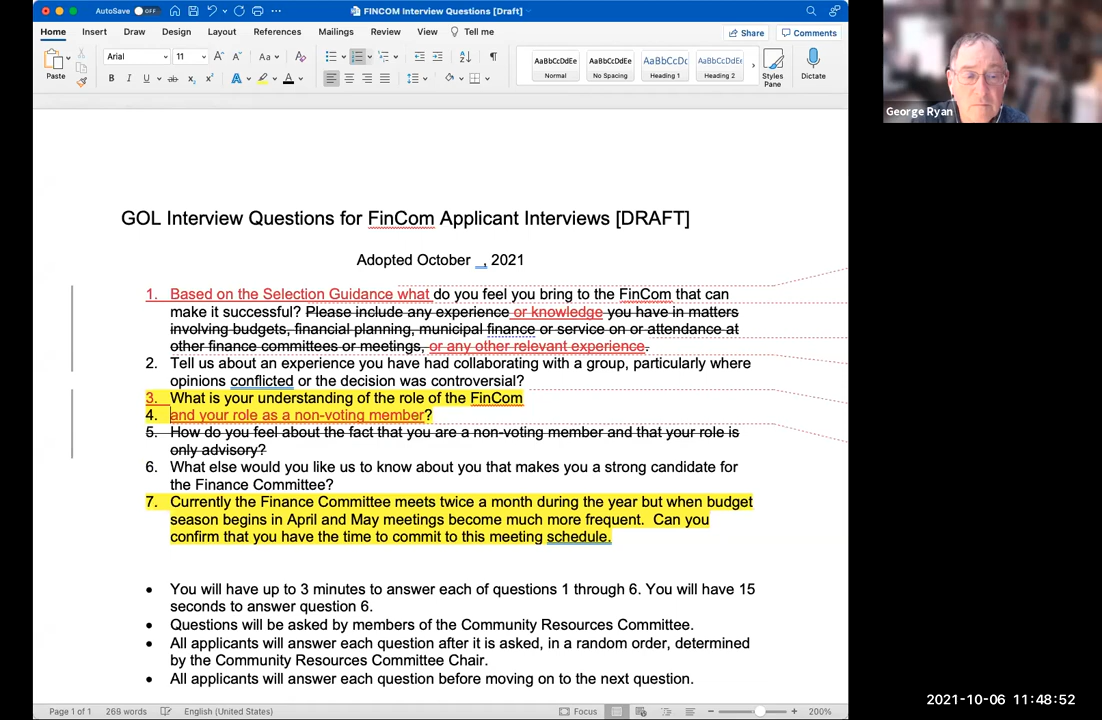 AutoSave OFF
FINCOM Interview Questions [Draft]
Home Insert Draw Design Layout References Mailings Review View Tell me
Share Comments
Paste
Arial 11
AaBbCcDdEe Normal
AaBbCcDdEe No Spacing
AaBbCcDc Heading 1
AaBbCcDdEe Heading 2
Styles Pane
Dictate
GOL Interview Questions for FinCom Applicant Interviews [DRAFT]
Adopted October _, 2021
1. Based on the Selection Guidance what do you feel you bring to the FinCom that can
make it successful? Please include any experience or knowledge you have in matters
involving budgets, financial planning, municipal finance or service on or attendance at
other finance committees or meetings, or any other relevant experience.
2. Tell us about an experience you have had collaborating with a group, particularly where
opinions conflicted or the decision was controversial?
3. What is your understanding of the role of the FinCom
4. and your role as a non-voting member?
5. How do you feel about the fact that you are a non-voting member and that your role is
only advisory?
6. What else would you like us to know about you that makes you a strong candidate for
the Finance Committee?
7. Currently the Finance Committee meets twice a month during the year but when budget
season begins in April and May meetings become much more frequent. Can you
confirm that you have the time to commit to this meeting schedule.
• You will have up to 3 minutes to answer each of questions 1 through 6. You will have 15
seconds to answer question 6.
• Questions will be asked by members of the Community Resources Committee.
• All applicants will answer each question after it is asked, in a random order, determined
by the Community Resources Committee Chair.
• All applicants will answer each question before moving on to the next question.
Page 1 of 1 269 words English (United States) Focus 200%
George Ryan
2021-10-06 11:48:52